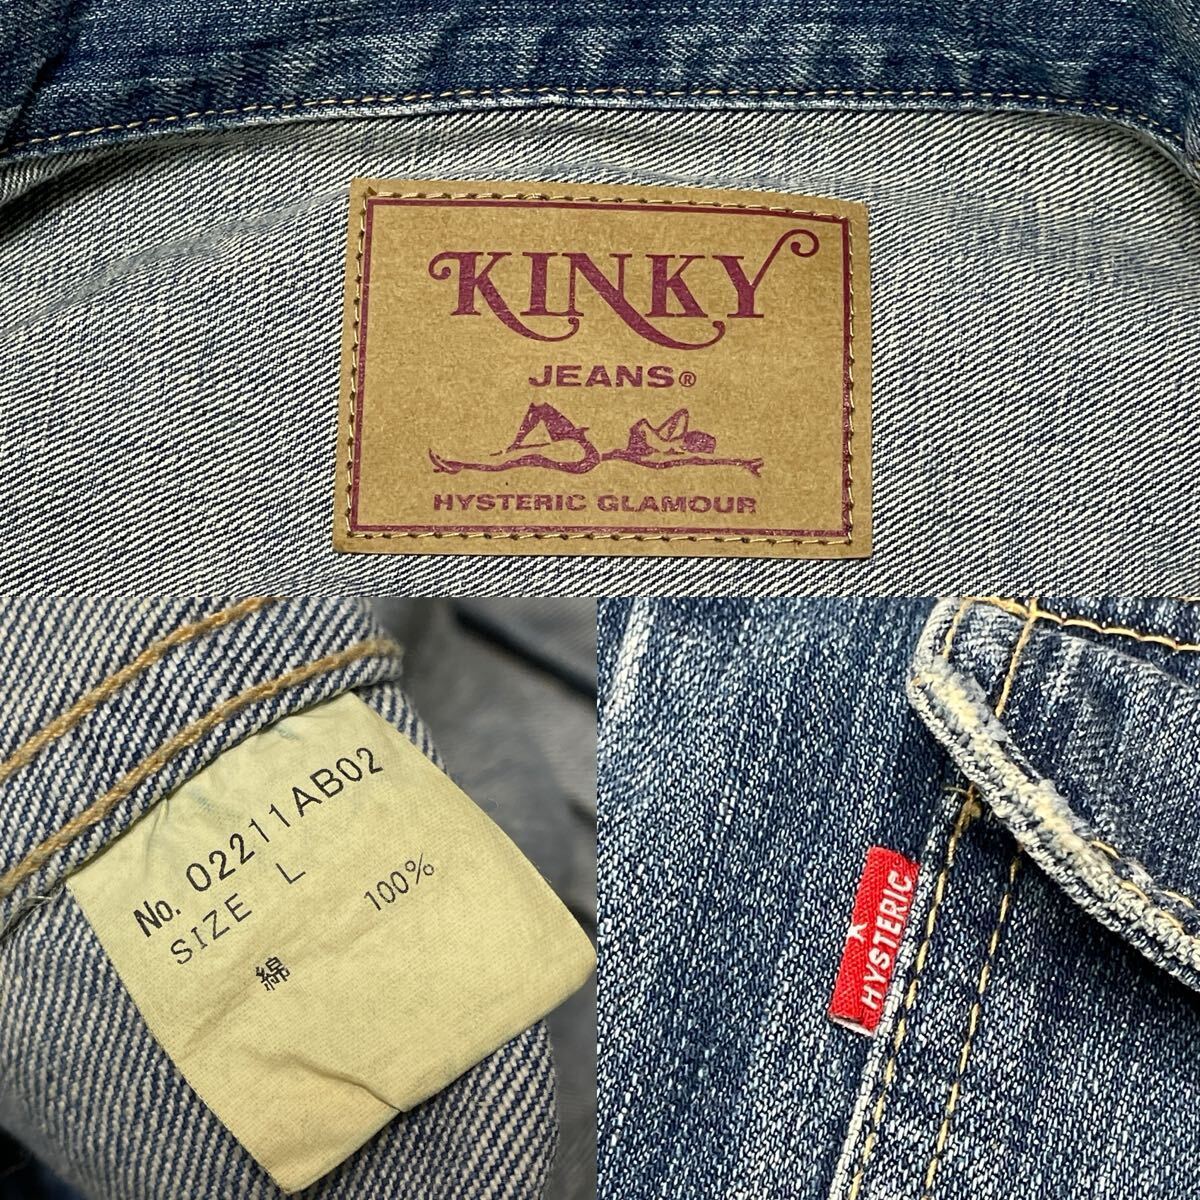 KINKY
JEANS®
HYSTERIC GLAMOUR
No. 02211AB02
SIZE L
綿 100%
HYSTERIC